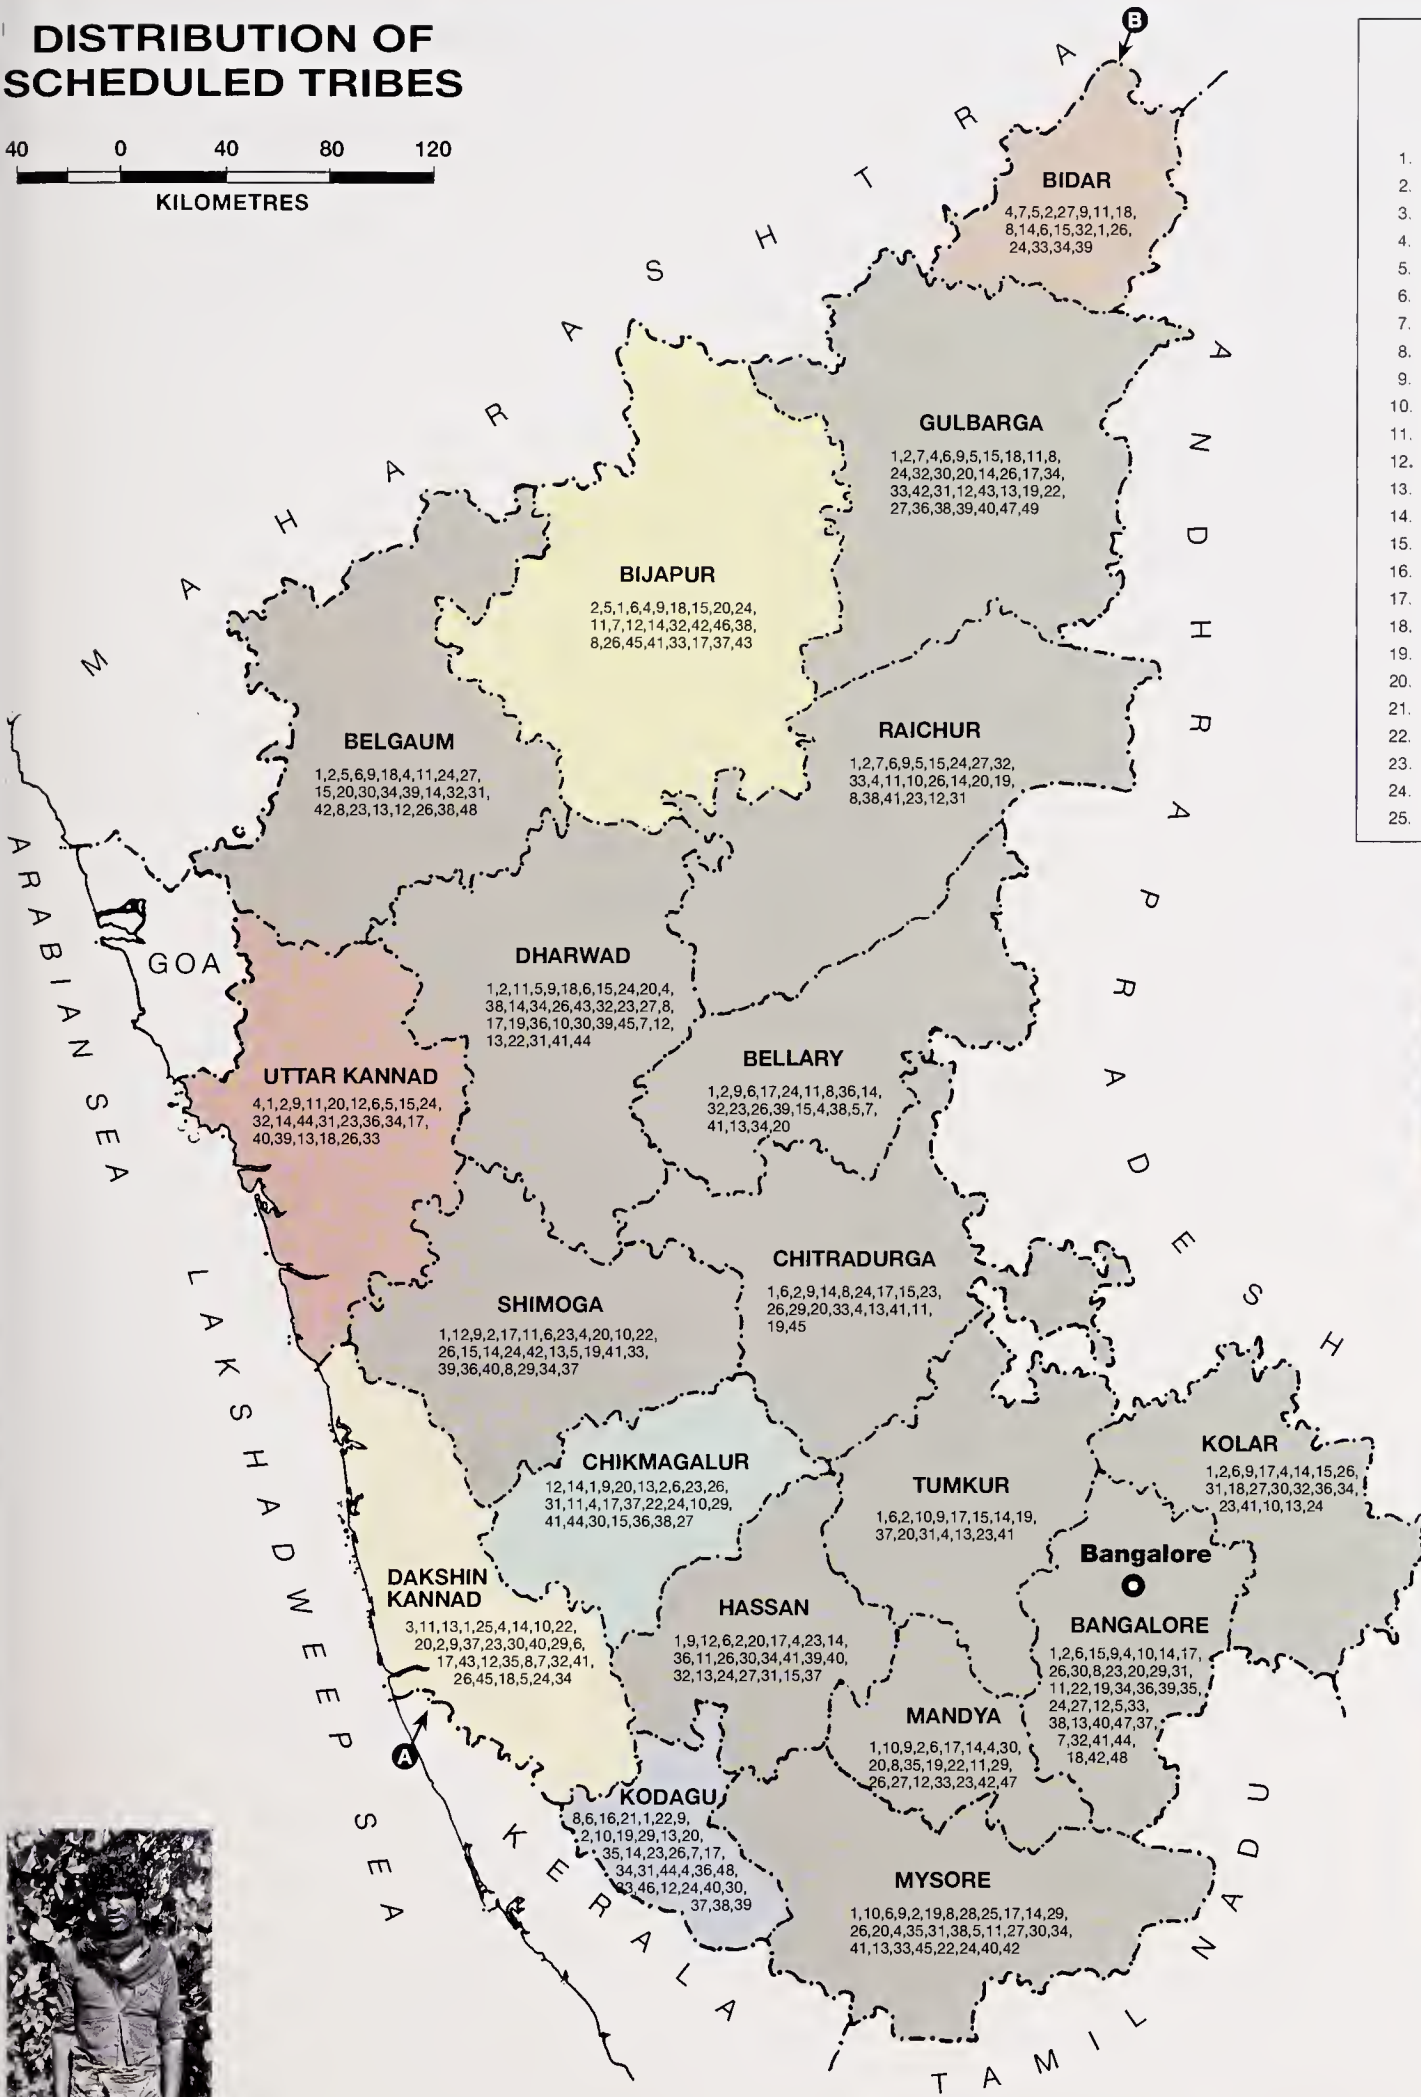 DISTRIBUTION OF
SCHEDULED TRIBES
40 0 40 80 120
KILOMETRES
B
MAHARASHTRA
BIDAR
4,7,5,2,27,9,11,18,
8,14,6,15,32,1,26,
24,33,34,39
GULBARGA
1,2,7,4,6,9,5,15,18,11,8,
24,32,30,20,14,26,17,34,
33,42,31,12,43,13,19,22,
27,36,38,39,40,47,49
BIJAPUR
2,5,1,6,4,9,18,15,20,24,
11,7,12,14,32,42,46,38,
8,26,45,41,33,17,37,43
BELGAUM
1,2,5,6,9,18,4,11,24,27,
15,20,30,34,39,14,32,31,
42,8,23,13,12,26,38,48
RAICHUR
1,2,7,6,9,5,15,24,27,32,
33,4,11,10,26,14,20,19,
8,38,41,23,12,31
ANDHRA PRADESH
GOA
ARABIAN SEA
DHARWAD
1,2,11,5,9,18,6,15,24,20,4,
38,14,34,26,43,32,23,27,8,
17,19,36,10,30,39,45,7,12,
13,22,31,41,44
BELLARY
1,2,9,6,17,24,11,8,36,14,
32,23,26,39,15,4,38,5,7,
41,13,34,20
UTTAR KANNAD
4,1,2,9,11,20,12,6,5,15,24,
32,14,44,31,23,36,34,17,
40,39,13,18,26,33
CHITRADURGA
1,6,2,9,14,8,24,17,15,23,
26,29,20,33,4,13,41,11,
19,45
SHIMOGA
1,12,9,2,17,11,6,23,4,20,10,22,
26,15,14,24,42,13,5,19,41,33,
39,36,40,8,29,34,37
LAKSHADWEEP SEA
CHIKMAGALUR
12,14,1,9,20,13,2,6,23,26,
31,11,4,17,37,22,24,10,29,
41,44,30,15,36,38,27
TUMKUR
1,6,2,10,9,17,15,14,19,
37,20,31,4,13,23,41
KOLAR
1,2,6,9,17,4,14,15,26,
31,18,27,30,32,36,34,
23,41,10,13,24
Bangalore
BANGALORE
1,2,6,15,9,4,10,14,17,
26,30,8,23,20,29,31,
11,22,19,34,36,39,35,
24,27,12,5,33,
38,13,40,47,37,
7,32,41,44,
18,42,48
DAKSHIN
KANNAD
3,11,13,1,25,4,14,10,22,
20,2,9,37,23,30,40,29,6,
17,43,12,35,8,7,32,41,
26,45,18,5,24,34
A
HASSAN
1,9,12,6,2,20,17,4,23,14,
36,11,26,30,34,41,39,40,
32,13,24,27,31,15,37
MANDYA
1,10,9,2,6,17,14,4,30,
20,8,35,19,22,11,29,
26,27,12,33,23,42,47
KODAGU
8,6,16,21,1,22,9,
2,10,19,29,13,20,
35,14,23,26,7,17,
34,31,44,4,36,48,
33,46,12,24,40,30,
37,38,39
MYSORE
1,10,6,9,2,19,8,28,25,17,14,29,
26,20,4,35,31,38,5,11,27,30,34,
41,13,33,45,22,24,40,42
KERALA
TAMIL NADU
1.
2.
3.
4.
5.
6.
7.
8.
9.
10.
11.
12.
13.
14.
15.
16.
17.
18.
19.
20.
21.
22.
23.
24.
25.